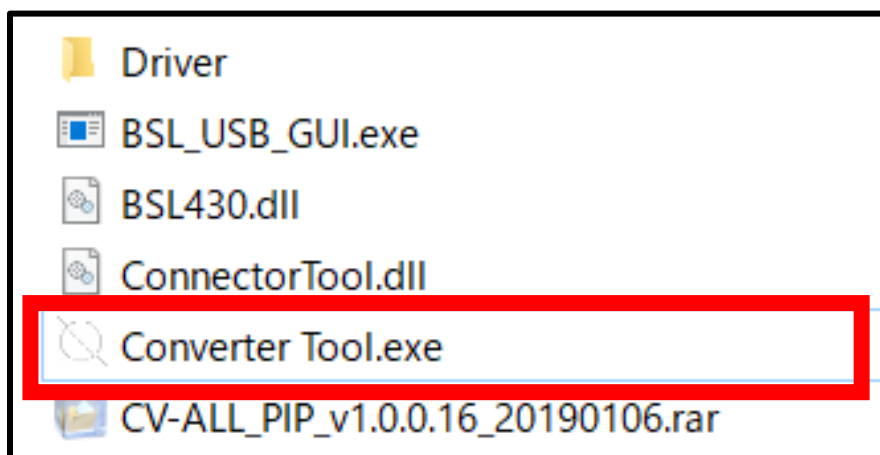 Driver
BSL_USB_GUI.exe
BSL430.dll
ConnectorTool.dll
Converter Tool.exe
CV-ALL_PIP_v1.0.0.16_20190106.rar